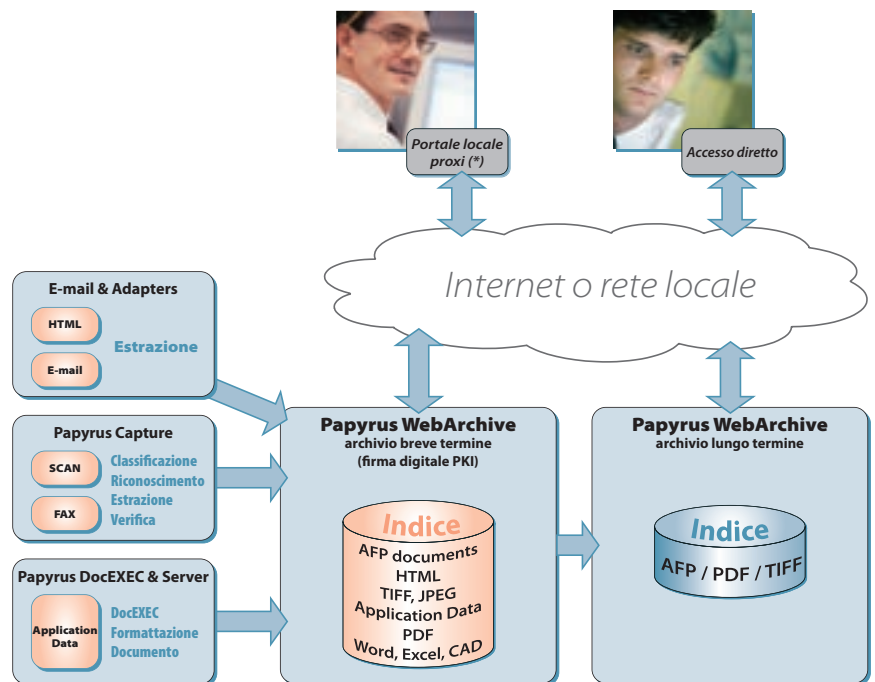 Portale locale
proxi (*)
Accesso diretto
Internet o rete locale
E-mail & Adapters
HTML
Estrazione
E-mail
Papyrus Capture
SCAN
FAX
Classificazione
Riconoscimento
Estrazione
Verifica
Papyrus DocEXEC & Server
Application
Data
DocEXEC
Formattazione
Documento
Papyrus WebArchive
archivio breve termine
(firma digitale PKI)
Indice
AFP documents
HTML
TIFF, JPEG
Application Data
PDF
Word, Excel, CAD
Papyrus WebArchive
archivio lungo termine
Indice
AFP / PDF / TIFF